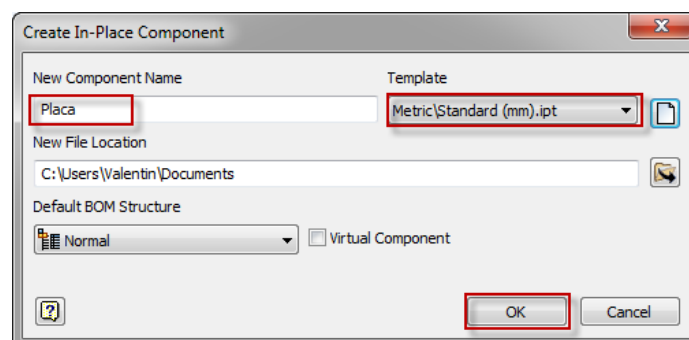 Create In-Place Component
New Component Name
Template
Placa
Metric\Standard (mm).ipt
New File Location
C:\Users\Valentin\Documents
Default BOM Structure
Normal
Virtual Component
OK
Cancel